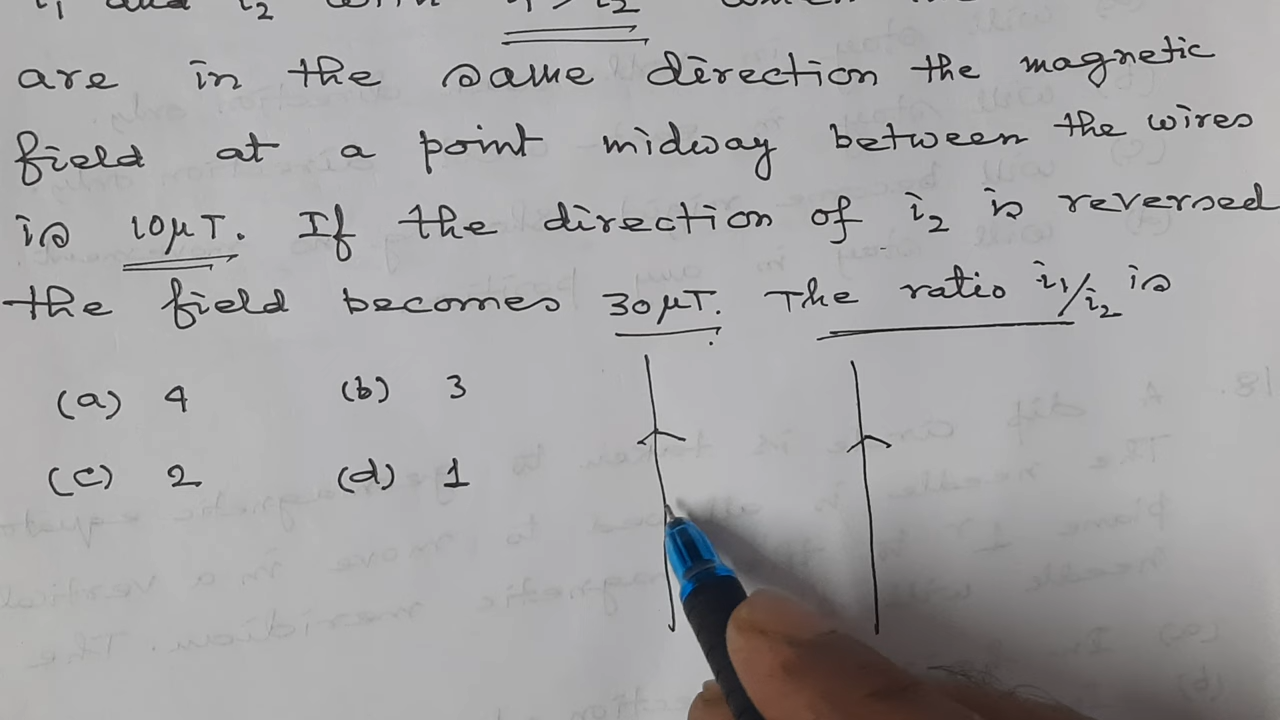 are in the same direction the magnetic
field at a point midway between the wires
is 10μT. If the direction of i₂ is reversed
the field becomes 30μT. The ratio i₁/i₂ is
(a) 4 (b) 3
(c) 2 (d) 1
18.